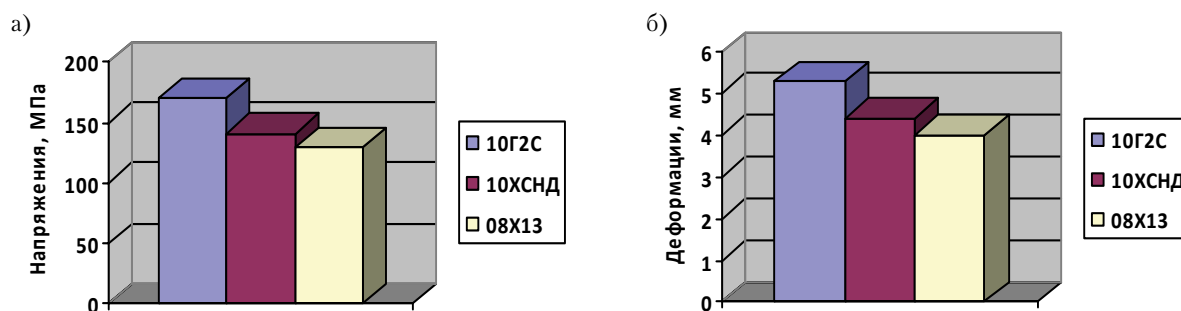 а)
Напряжения, МПа
200
150
100
50
0
10Г2С
10ХСНД
08Х13
б)
Деформации, мм
6
5
4
3
2
1
0
10Г2С
10ХСНД
08Х13